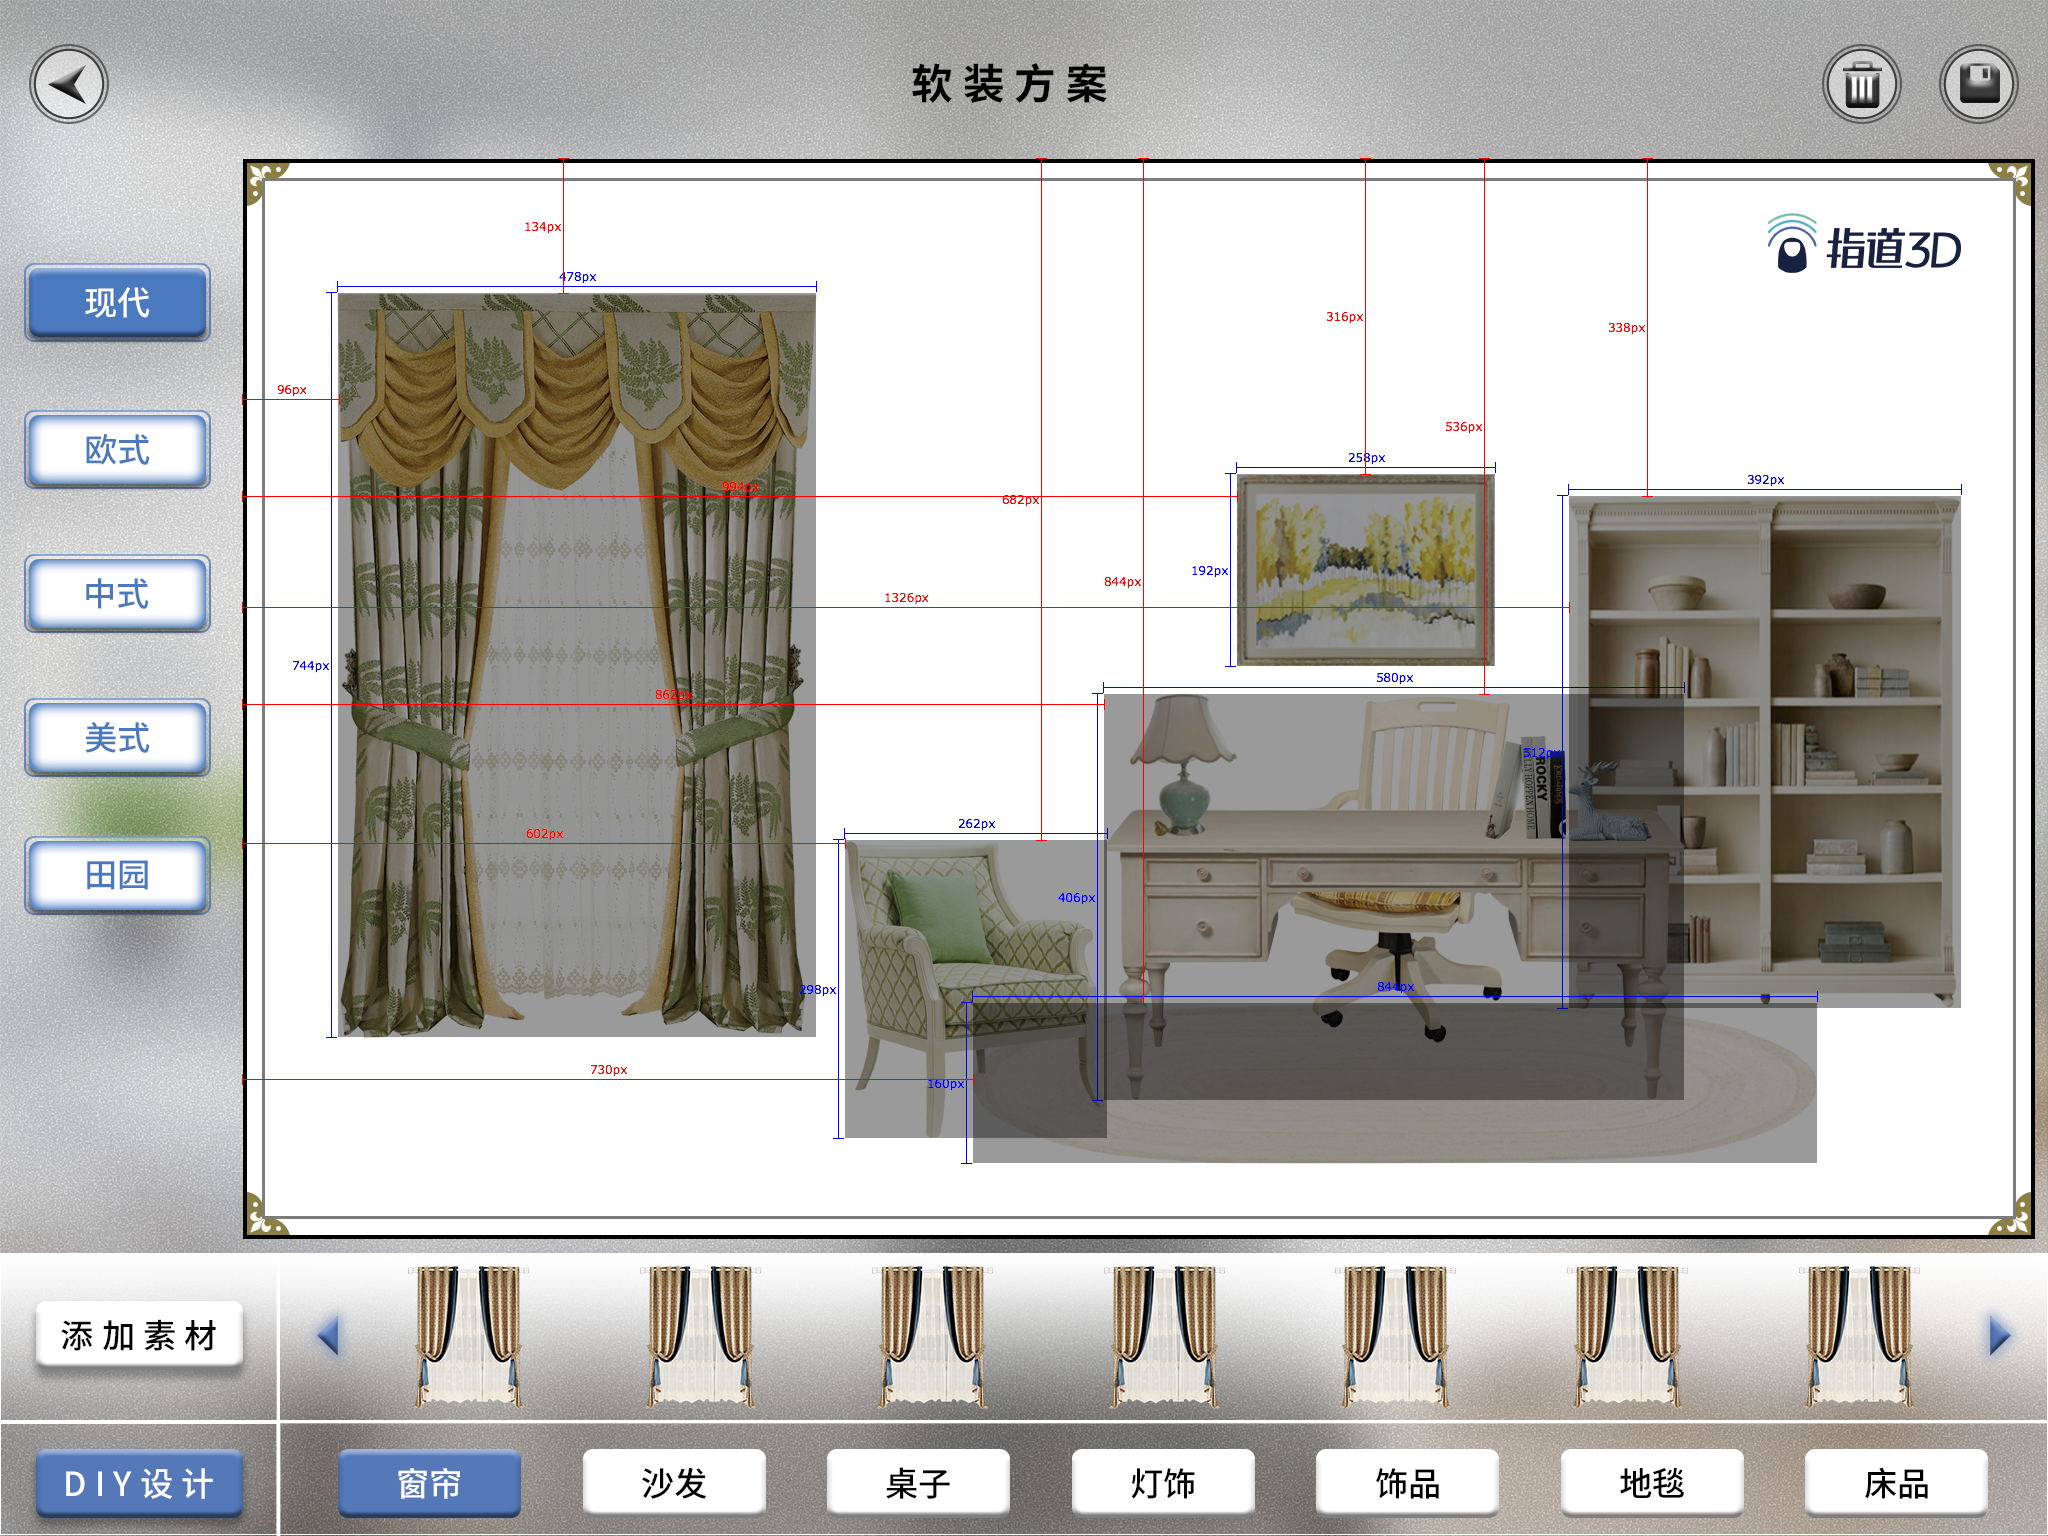 软装方案
指道3D
现代
欧式
中式
美式
田园
134px
478px
96px
316px
338px
536px
258px
392px
994px
682px
192px
844px
1326px
744px
862px
580px
512px
602px
262px
406px
298px
844px
730px
160px
ROCKY
添加素材
DIY设计
窗帘
沙发
桌子
灯饰
饰品
地毯
床品